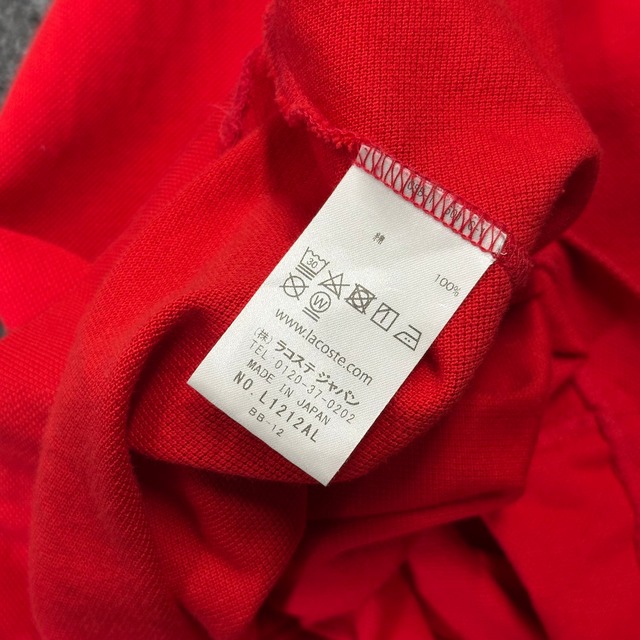 綿 100%
30
W
www.lacoste.com
(株) ラコステ ジャパン
TEL.0120-37-0202
MADE IN JAPAN
NO. L1212AL
BB-12